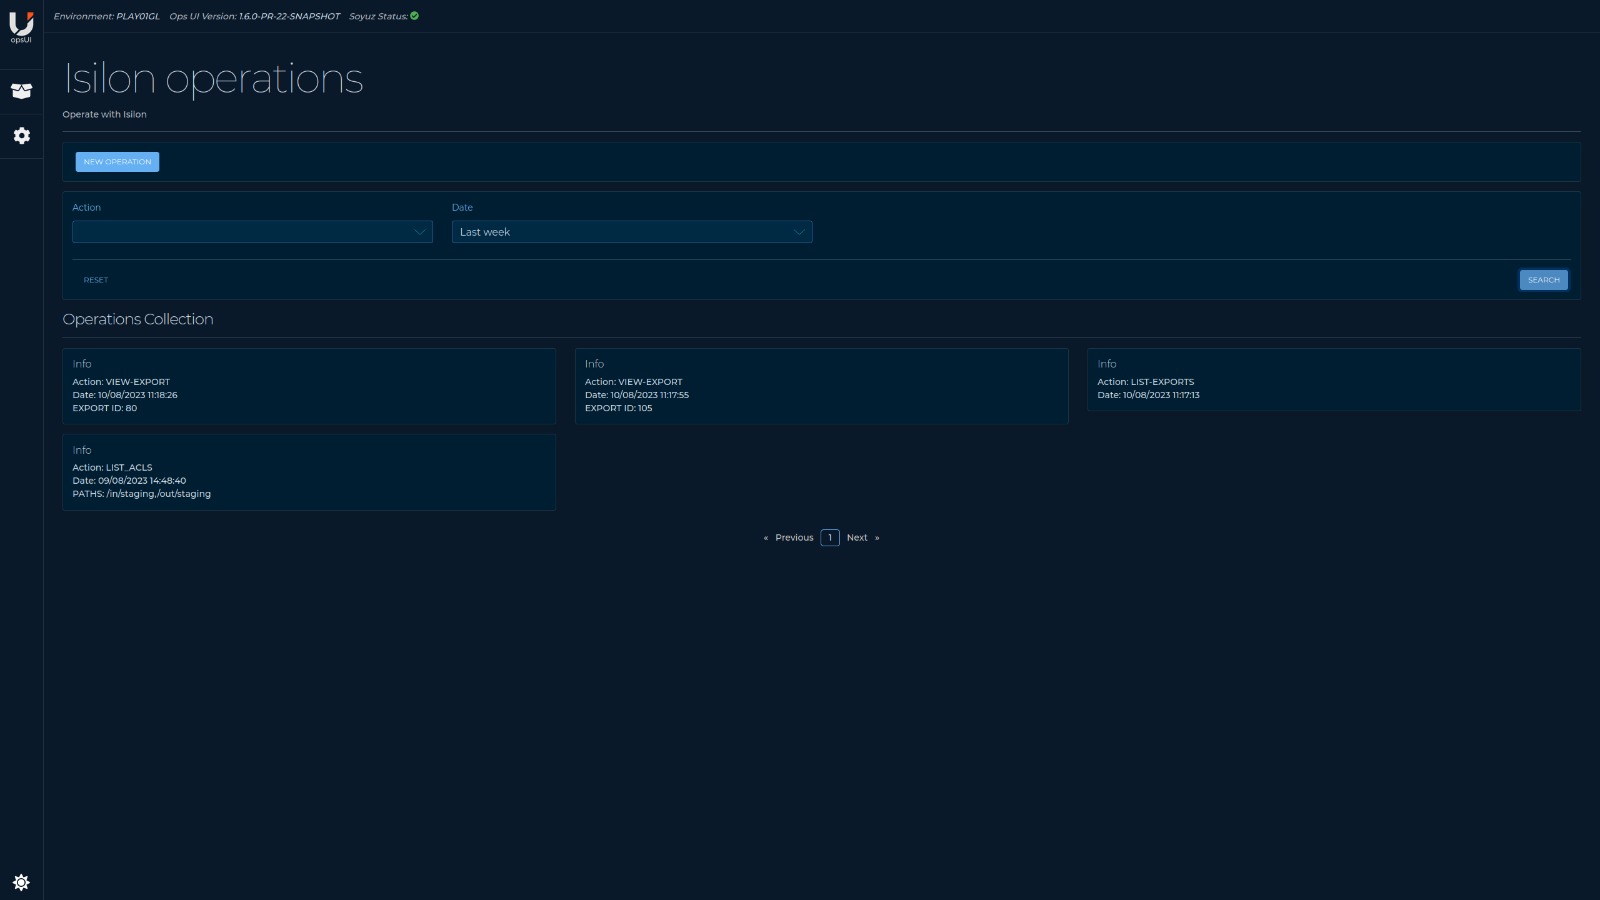 opsUI
Environment: PLAY01GL Ops UI Version: 1.6.0-PR-22-SNAPSHOT Soyuz Status:
Isilon operations
Operate with Isilon
NEW OPERATION
Action
Date
Last week
RESET
SEARCH
Operations Collection
Info
Action: VIEW-EXPORT
Date: 10/08/2023 11:18:26
EXPORT ID: 80
Info
Action: VIEW-EXPORT
Date: 10/08/2023 11:17:55
EXPORT ID: 105
Info
Action: LIST-EXPORTS
Date: 10/08/2023 11:17:13
Info
Action: LIST_ACLS
Date: 09/08/2023 14:48:40
PATHS: /in/staging,/out/staging
« Previous 1 Next »